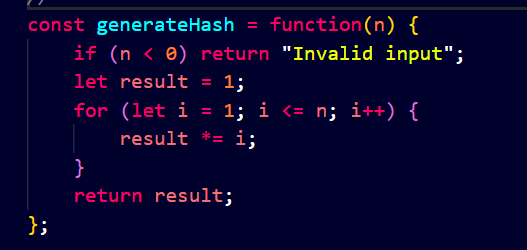 const generateHash = function(n) {
    if (n < 0) return "Invalid input";
    let result = 1;
    for (let i = 1; i <= n; i++) {
        result *= i;
    }
    return result;
};